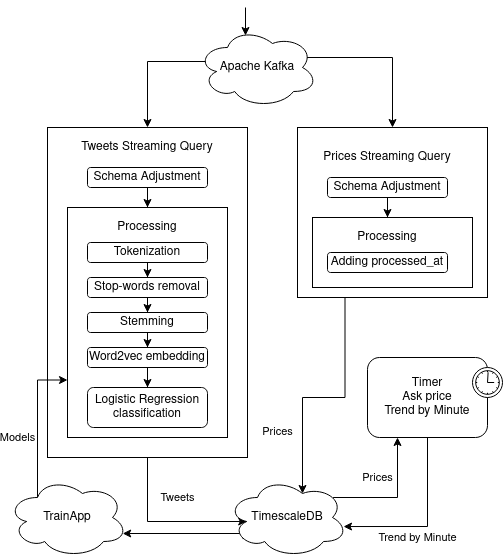 Apache Kafka
Tweets Streaming Query
Schema Adjustment
Processing
Tokenization
Stop-words removal
Stemming
Word2vec embedding
Logistic Regression
classification
Prices Streaming Query
Schema Adjustment
Processing
Adding processed_at
Timer
Ask price
Trend by Minute
Models
Prices
Prices
Tweets
TrainApp
TimescaleDB
Trend by Minute